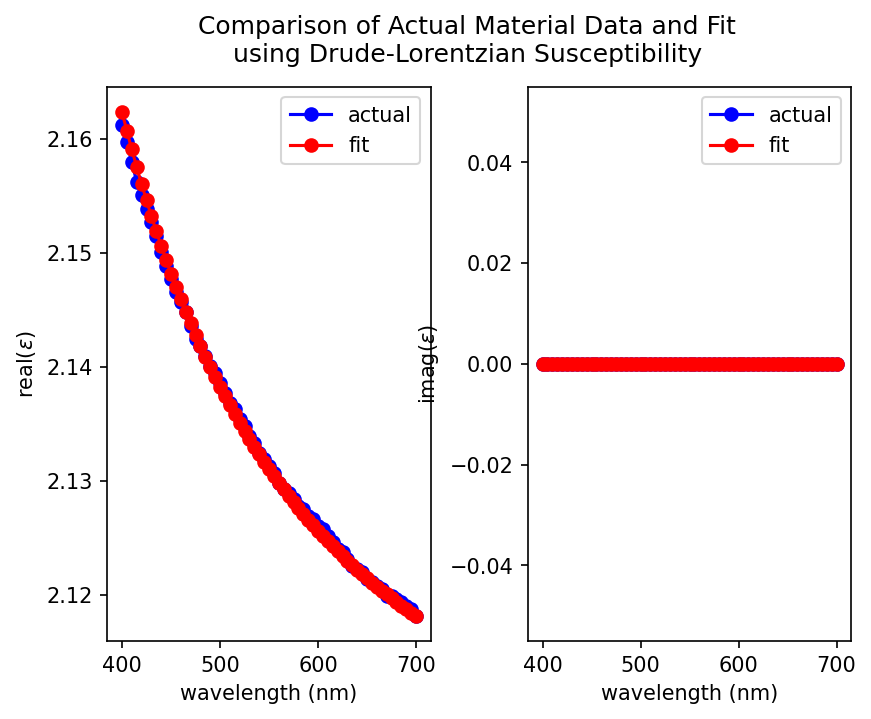 Comparison of Actual Material Data and Fit
using Drude-Lorentzian Susceptibility
real(ε)
2.16
2.15
2.14
2.13
2.12
400
500
600
700
wavelength (nm)
actual
fit
imag(ε)
0.04
0.02
0.00
−0.02
−0.04
400
500
600
700
wavelength (nm)
actual
fit